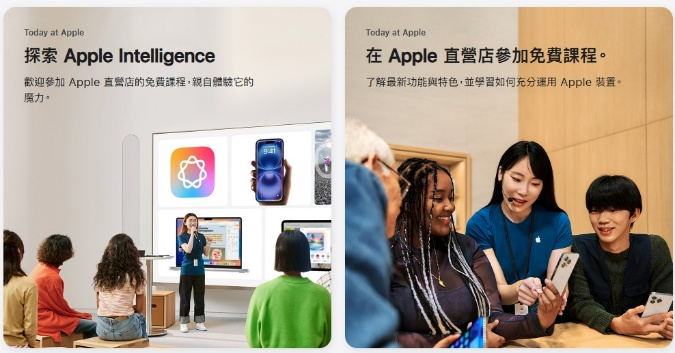 Today at Apple
探索 Apple Intelligence
歡迎參加 Apple 直營店的免費課程，親自體驗它的
魔力。
9:41
Today at Apple
在 Apple 直營店參加免費課程。
了解最新功能與特色，並學習如何充分運用 Apple 裝置。